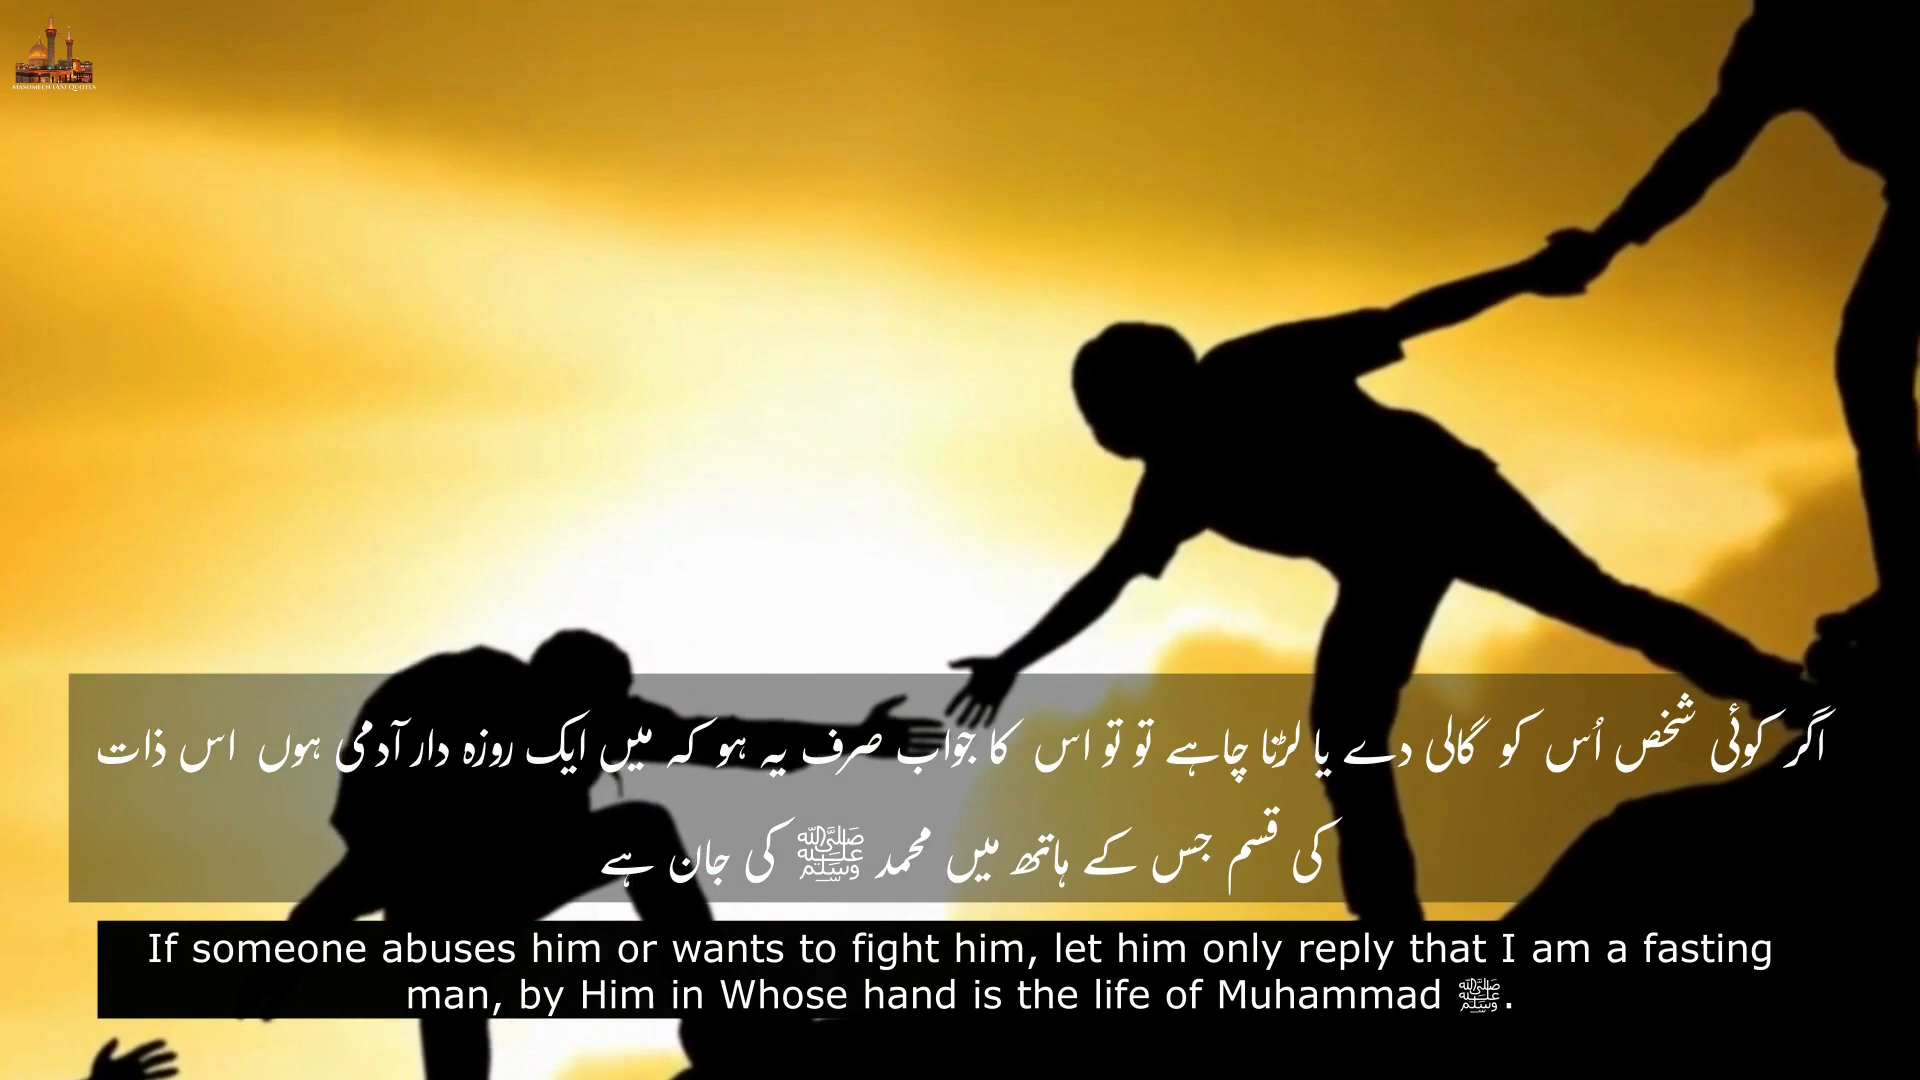 MASOMEEN (AS) QUOTES
اگر کوئی شخص اُس کو گالی دے یا لڑنا چاہے تو تو اس کا جواب صرف یہ ہو کہ میں ایک روزہ دار آدمی ہوں اس ذات
کی قسم جس کے ہاتھ میں محمد ﷺ کی جان ہے
If someone abuses him or wants to fight him, let him only reply that I am a fasting
man, by Him in Whose hand is the life of Muhammad ﷺ.